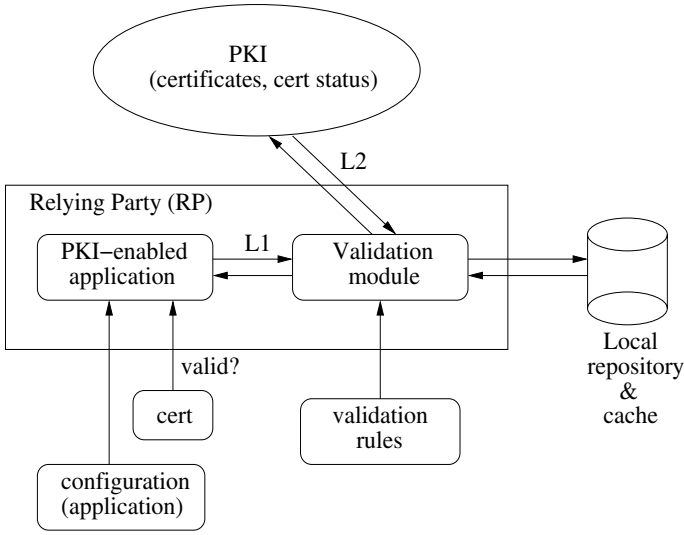 PKI
(certificates, cert status)
L2
Relying Party (RP)
PKI−enabled
application
L1
Validation
module
Local
repository
&
cache
valid?
cert
validation
rules
configuration
(application)